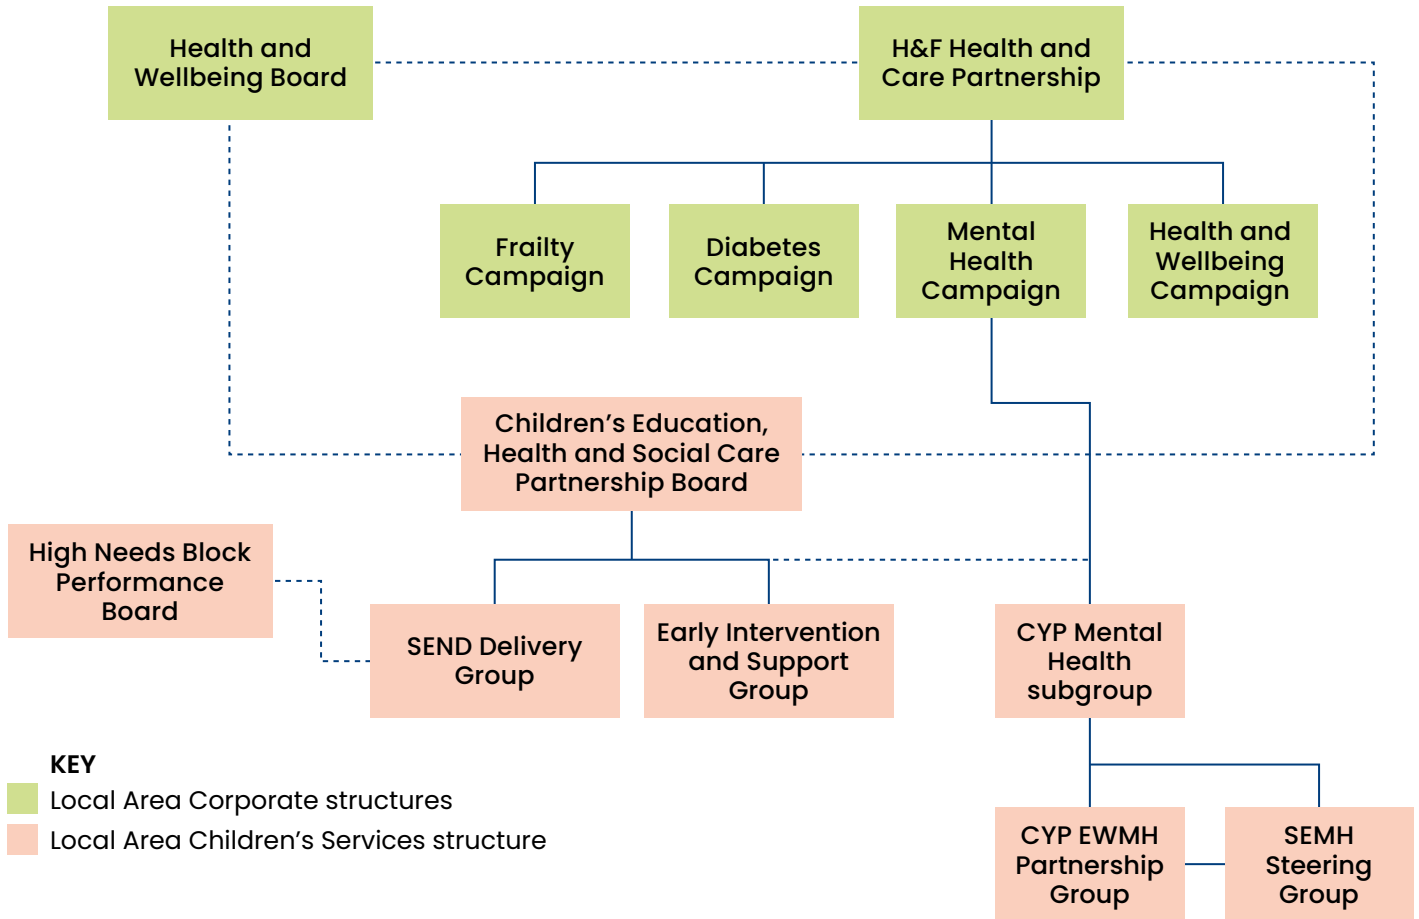 Health and
Wellbeing Board
H&F Health and
Care Partnership
Frailty
Campaign
Diabetes
Campaign
Mental
Health
Campaign
Health and
Wellbeing
Campaign
Children’s Education,
Health and Social Care
Partnership Board
High Needs Block
Performance
Board
SEND Delivery
Group
Early Intervention
and Support
Group
CYP Mental
Health
subgroup
KEY
Local Area Corporate structures
Local Area Children’s Services structure
CYP EWMH
Partnership
Group
SEMH
Steering
Group